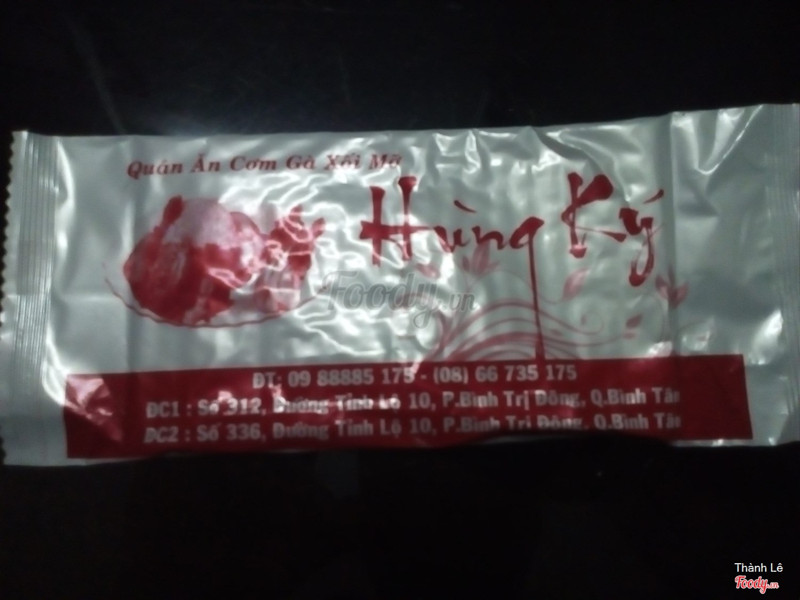 Quán Ăn Cơm Gà Xối Mỡ
Hùng Ký
Foody.vn
ĐT: 09 88885 175 - (08) 66 735 175
ĐC1 : Số 312, Đường Tỉnh Lộ 10, P.Bình Trị Đông, Q.Bình Tân
ĐC2 : Số 336, Đường Tỉnh Lộ 10, P.Bình Trị Đông, Q.Bình Tân
Thành Lê
Foody.vn